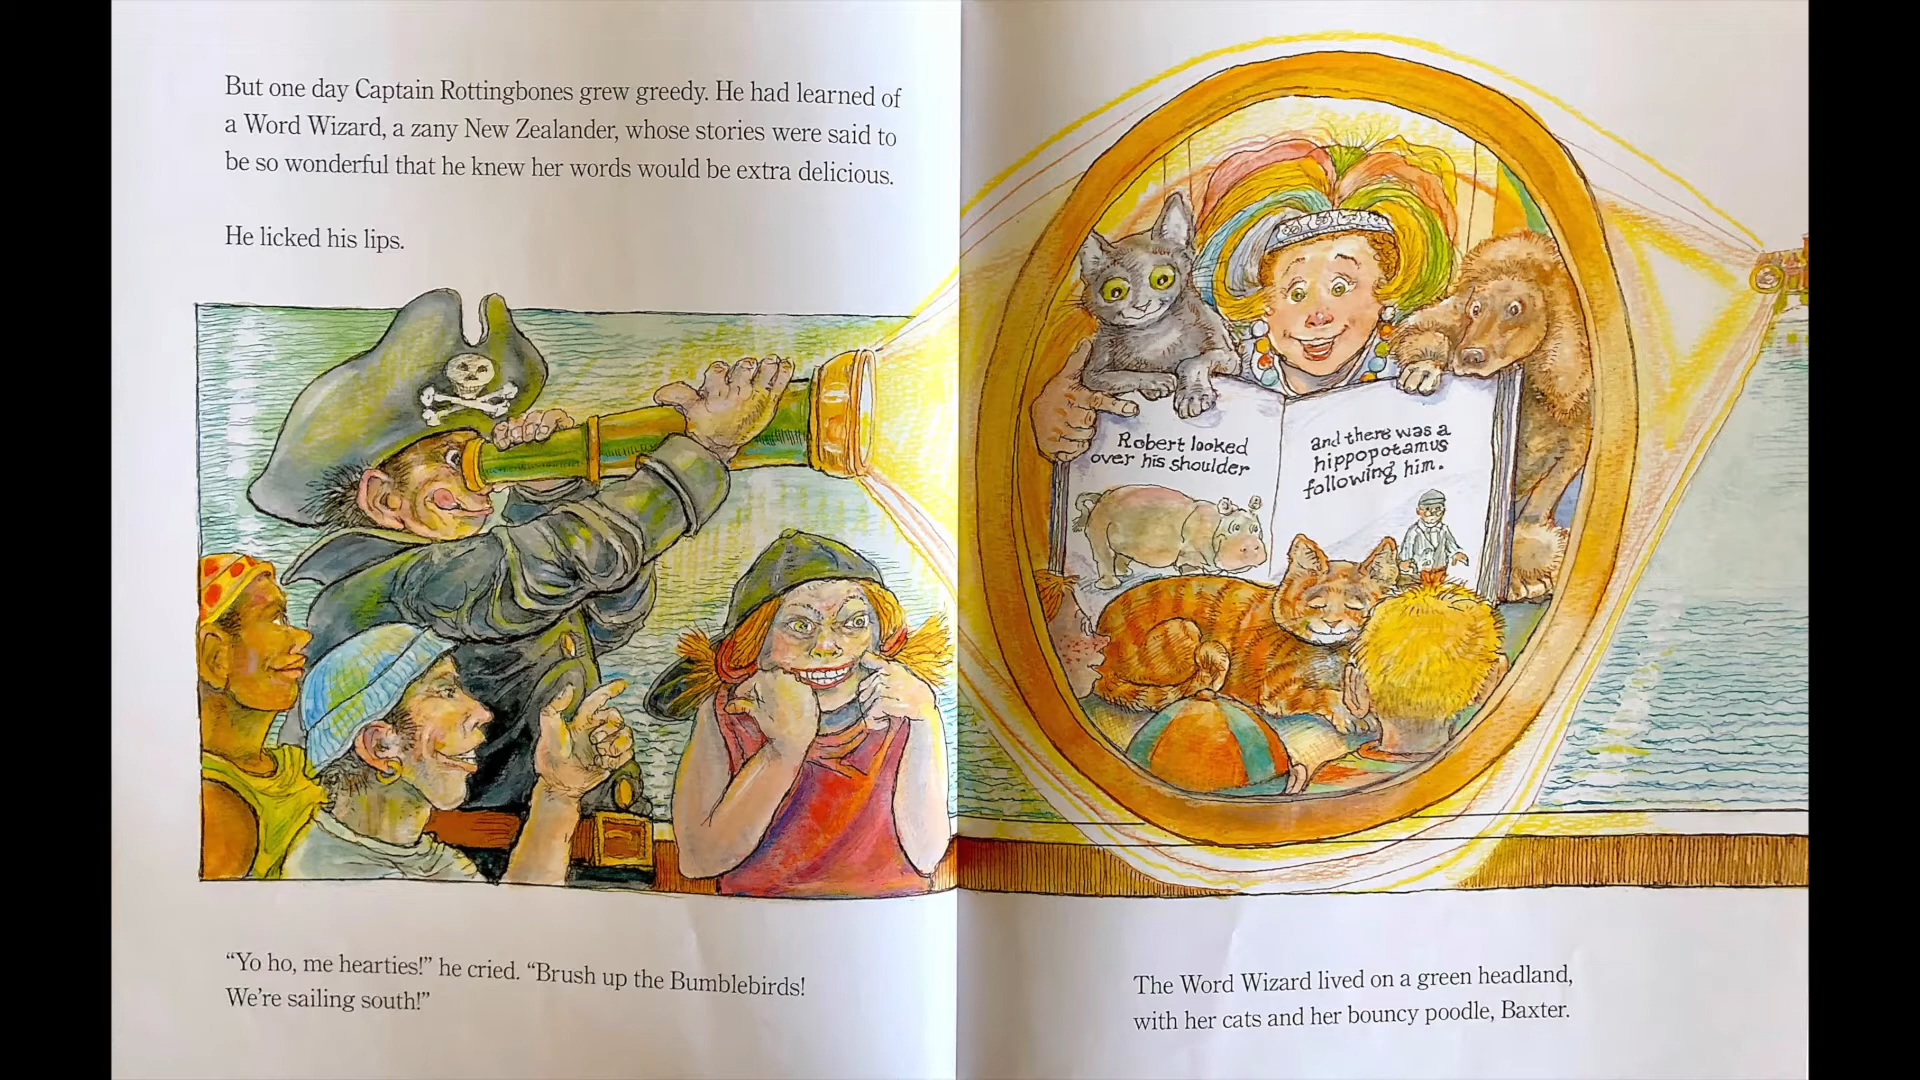 But one day Captain Rottingbones grew greedy. He had learned of
a Word Wizard, a zany New Zealander, whose stories were said to
be so wonderful that he knew her words would be extra delicious.
He licked his lips.
“Yo ho, me hearties!” he cried. “Brush up the Bumblebirds!
We’re sailing south!”
Robert looked
over his shoulder
and there was a
hippopotamus
following him.
The Word Wizard lived on a green headland,
with her cats and her bouncy poodle, Baxter.